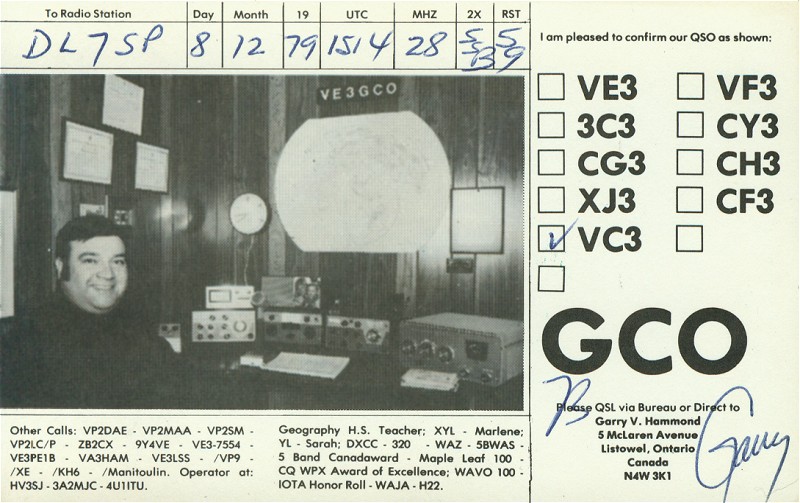 To Radio Station Day Month 19 UTC MHZ 2X RST
DL7SP 8 12 79 1514 28 SSB 59
I am pleased to confirm our QSO as shown:
VE3 VF3
3C3 CY3
CG3 CH3
XJ3 CF3
VC3
VE3GCO
GCO
73
Please QSL via Bureau or Direct to
Garry V. Hammond
5 McLaren Avenue
Listowel, Ontario
Canada
N4W 3K1
Garry
Other Calls: VP2DAE - VP2MAA - VP2SM -
VP2LC/P - ZB2CX - 9Y4VE - VE3-7554 -
VE3PE1B - VA3HAM - VE3LSS - /VP9 -
/XE - /KH6 - /Manitoulin. Operator at:
HV3SJ - 3A2MJC - 4U1ITU.
Geography H.S. Teacher; XYL - Marlene;
YL - Sarah; DXCC - 320 - WAZ - 5BWAS -
5 Band Canadaward - Maple Leaf 100 -
CQ WPX Award of Excellence; WAVO 100 -
IOTA Honor Roll - WAJA - H22.